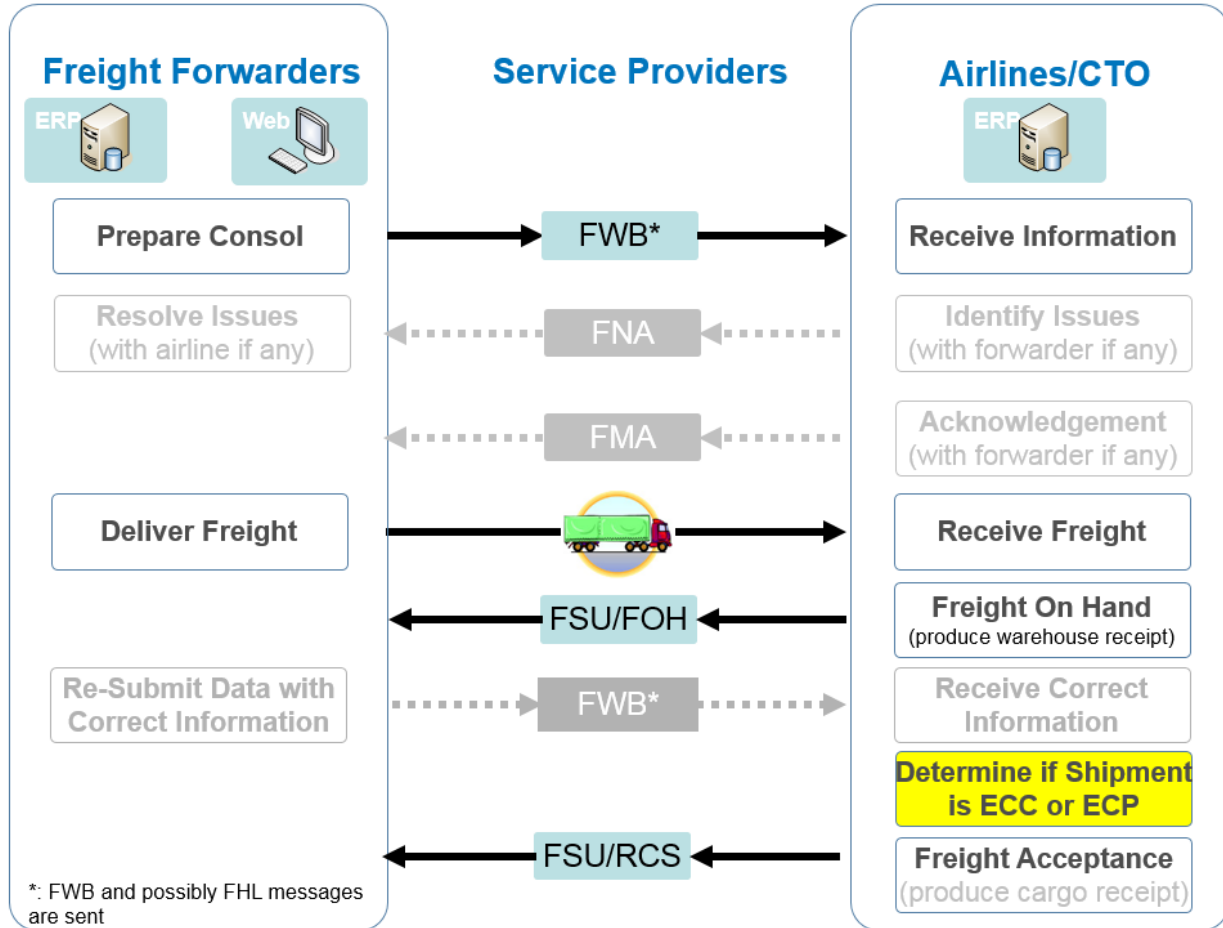 Freight Forwarders
Service Providers
Airlines/CTO
ERP
Web
ERP
Prepare Consol
FWB*
Receive Information
Resolve Issues
(with airline if any)
FNA
Identify Issues
(with forwarder if any)
FMA
Acknowledgement
(with forwarder if any)
Deliver Freight
Receive Freight
FSU/FOH
Freight On Hand
(produce warehouse receipt)
Re-Submit Data with
Correct Information
FWB*
Receive Correct
Information
Determine if Shipment
is ECC or ECP
FSU/RCS
Freight Acceptance
(produce cargo receipt)
*: FWB and possibly FHL messages
are sent